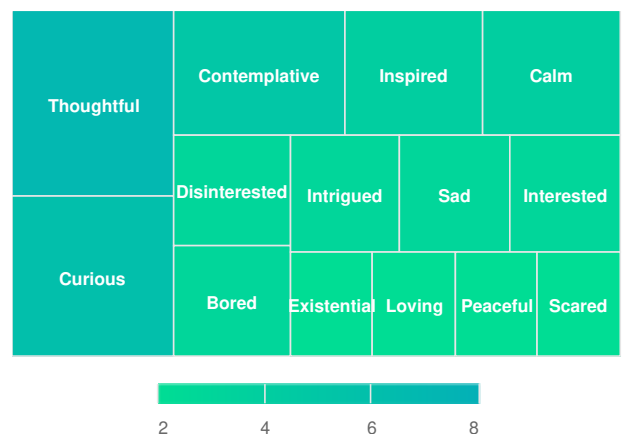 Thoughtful
Contemplative
Inspired
Calm
Disinterested
Intrigued
Sad
Interested
Curious
Bored
Existential
Loving
Peaceful
Scared
2 4 6 8